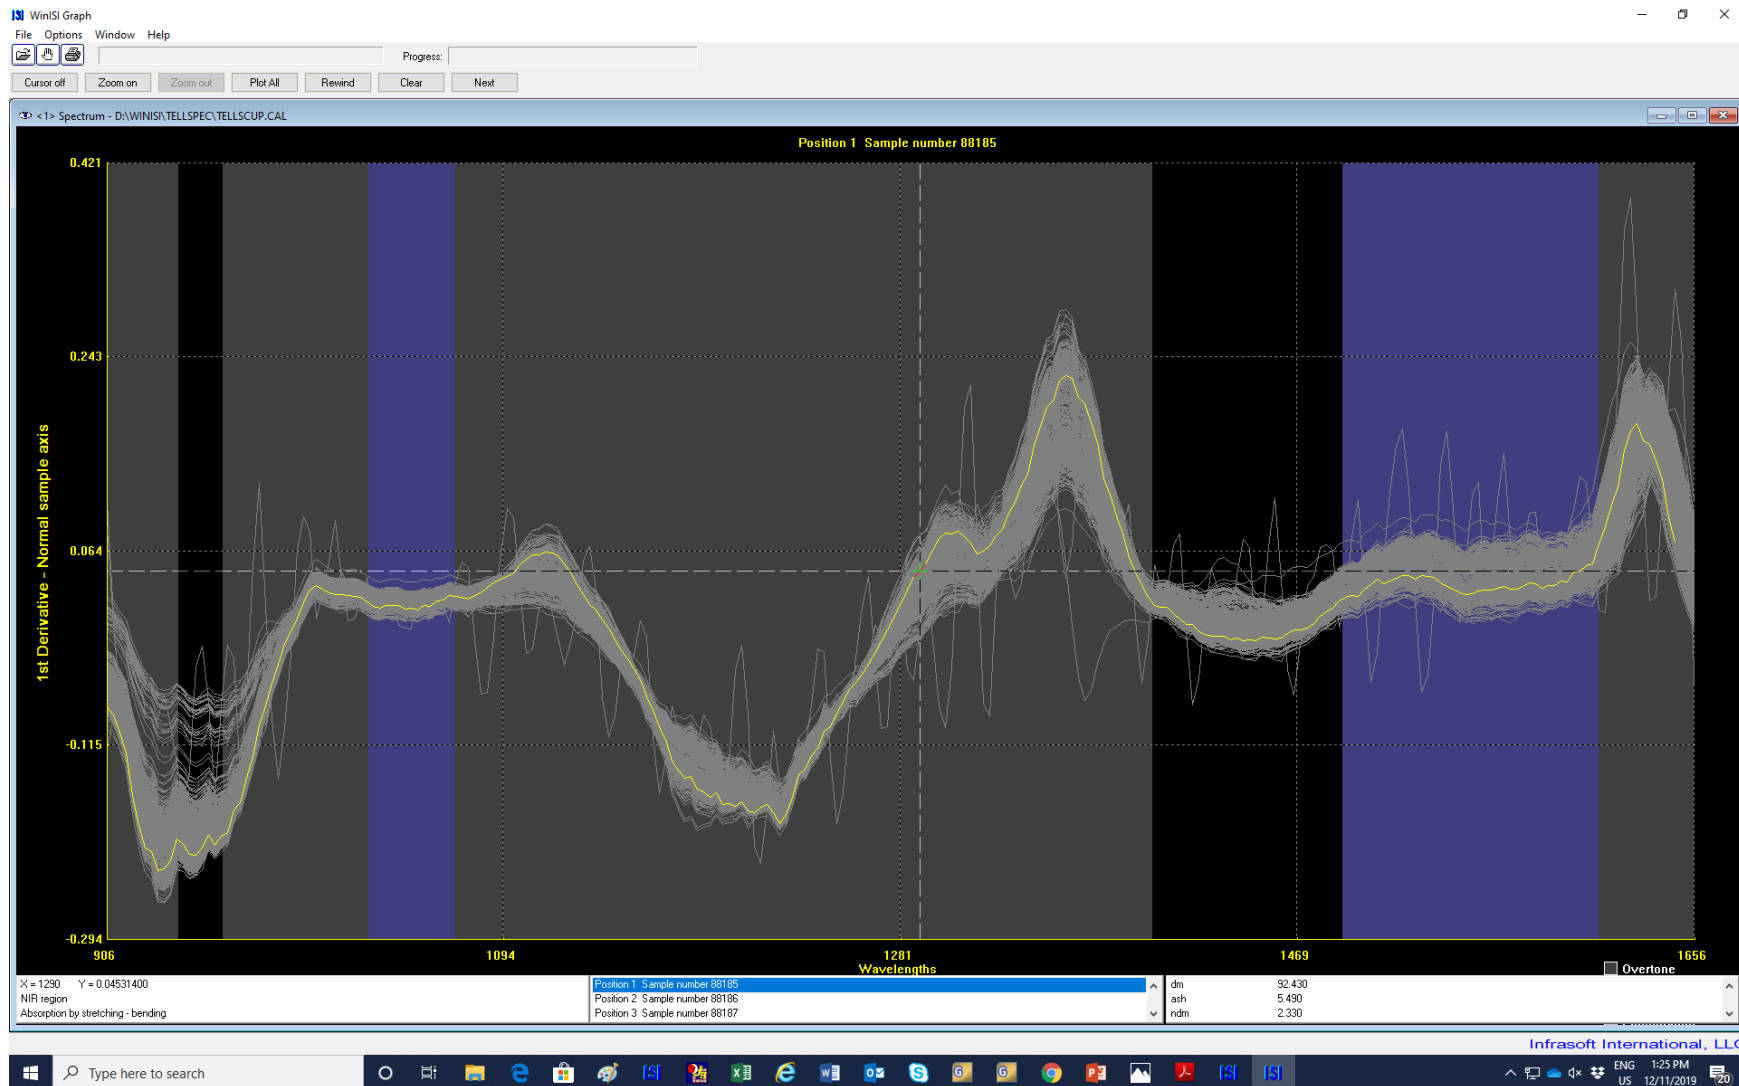 WinISI Graph
File Options Window Help
Progress:
Cursor off Zoom on Zoom out Plot All Rewind Clear Next
<1> Spectrum - D:\WINISI\TELLSPEC\TELLSCUP.CAL
Position 1 Sample number 88185
0.421
0.243
0.064
-0.115
-0.294
1st Derivative - Normal sample axis
906 1094 1281 1469 1656
Wavelengths
Overtone
X = 1290 Y = 0.04531400
NIR region
Absorption by stretching - bending
Position 1 Sample number 88185
Position 2 Sample number 88186
Position 3 Sample number 88187
dm 92.430
ash 5.490
ndm 2.330
Infrasoft International, LLC
Type here to search
ENG
US
1:25 PM
12/11/2019
20